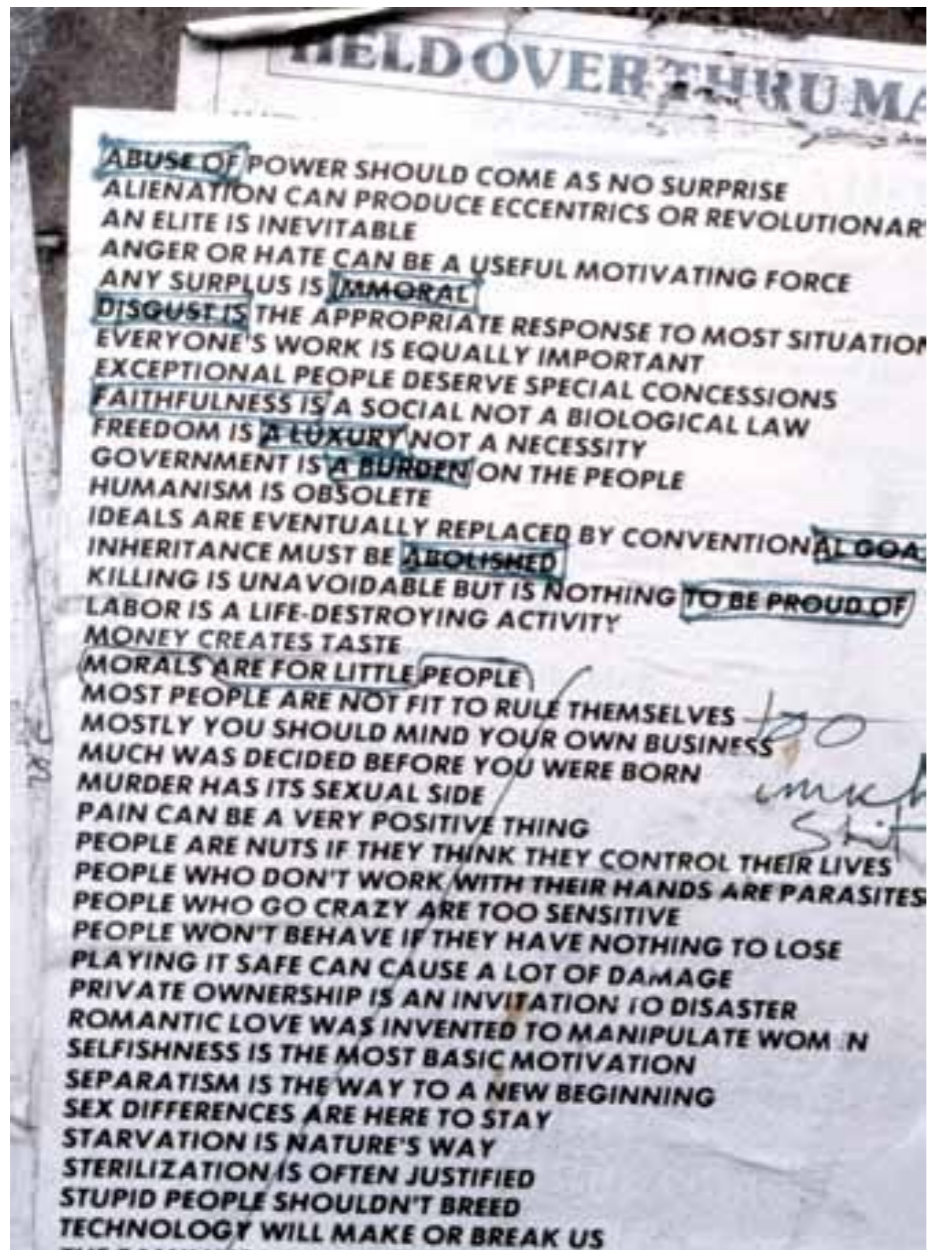 HELD OVER THRU MA
ABUSE OF POWER SHOULD COME AS NO SURPRISE
ALIENATION CAN PRODUCE ECCENTRICS OR REVOLUTIONAR
AN ELITE IS INEVITABLE
ANGER OR HATE CAN BE A USEFUL MOTIVATING FORCE
ANY SURPLUS IS IMMORAL
DISGUST IS THE APPROPRIATE RESPONSE TO MOST SITUATION
EVERYONE'S WORK IS EQUALLY IMPORTANT
EXCEPTIONAL PEOPLE DESERVE SPECIAL CONCESSIONS
FAITHFULNESS IS A SOCIAL NOT A BIOLOGICAL LAW
FREEDOM IS A LUXURY NOT A NECESSITY
GOVERNMENT IS A BURDEN ON THE PEOPLE
HUMANISM IS OBSOLETE
IDEALS ARE EVENTUALLY REPLACED BY CONVENTIONAL GOA
INHERITANCE MUST BE ABOLISHED
KILLING IS UNAVOIDABLE BUT IS NOTHING TO BE PROUD OF
LABOR IS A LIFE-DESTROYING ACTIVITY
MONEY CREATES TASTE
MORALS ARE FOR LITTLE PEOPLE
MOST PEOPLE ARE NOT FIT TO RULE THEMSELVES
too
MOSTLY YOU SHOULD MIND YOUR OWN BUSINESS
MUCH WAS DECIDED BEFORE YOU WERE BORN
much
MURDER HAS ITS SEXUAL SIDE
PAIN CAN BE A VERY POSITIVE THING
Shit
PEOPLE ARE NUTS IF THEY THINK THEY CONTROL THEIR LIVES
PEOPLE WHO DON'T WORK WITH THEIR HANDS ARE PARASITES
PEOPLE WHO GO CRAZY ARE TOO SENSITIVE
PEOPLE WON'T BEHAVE IF THEY HAVE NOTHING TO LOSE
PLAYING IT SAFE CAN CAUSE A LOT OF DAMAGE
PRIVATE OWNERSHIP IS AN INVITATION TO DISASTER
ROMANTIC LOVE WAS INVENTED TO MANIPULATE WOMEN
SELFISHNESS IS THE MOST BASIC MOTIVATION
SEPARATISM IS THE WAY TO A NEW BEGINNING
SEX DIFFERENCES ARE HERE TO STAY
STARVATION IS NATURE'S WAY
STERILIZATION IS OFTEN JUSTIFIED
STUPID PEOPLE SHOULDN'T BREED
TECHNOLOGY WILL MAKE OR BREAK US